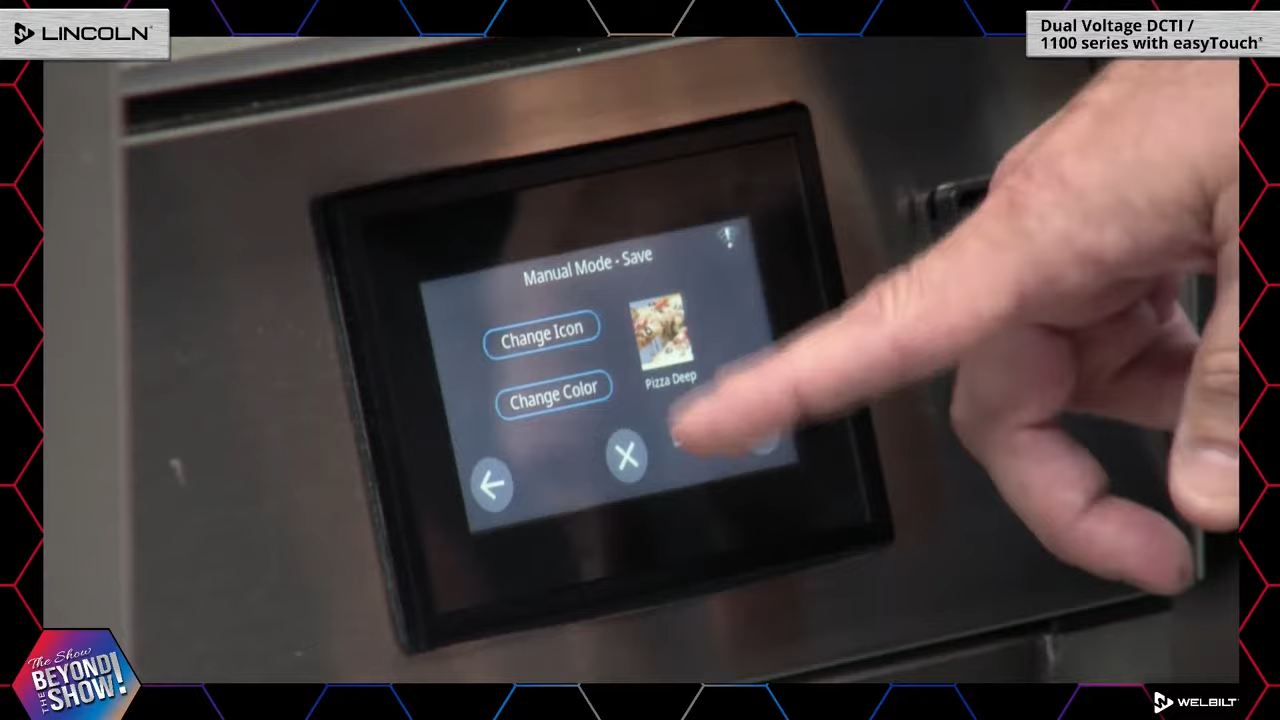 LINCOLN
Dual Voltage DCTI /
1100 series with easyTouch®
Manual Mode - Save
Change Icon
Pizza Deep
Change Color
The Show
BEYOND
THE SHOW!
WELBILT